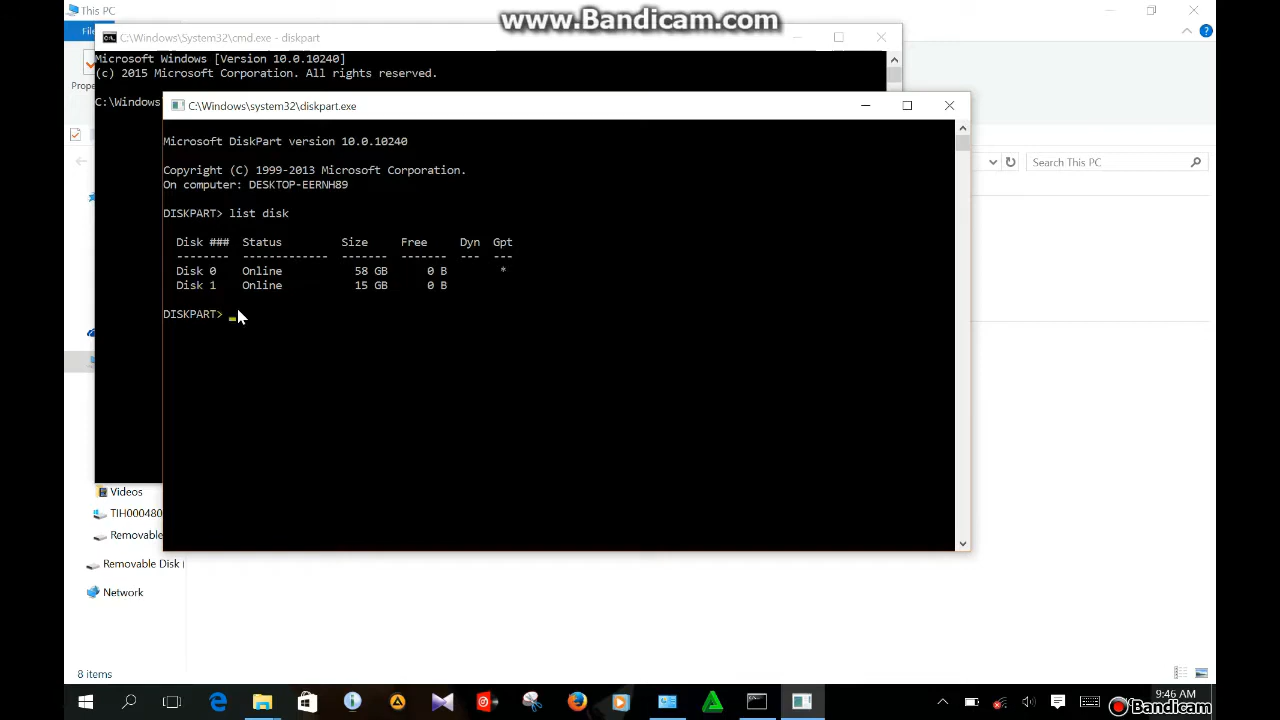 This PC
www.Bandicam.com
C:\Windows\System32\cmd.exe - diskpart
Microsoft Windows [Version 10.0.10240]
(c) 2015 Microsoft Corporation. All rights reserved.
C:\Windows
C:\Windows\system32\diskpart.exe
Microsoft DiskPart version 10.0.10240
Copyright (C) 1999-2013 Microsoft Corporation.
On computer: DESKTOP-EERNH89
DISKPART> list disk
Disk ### Status Size Free Dyn Gpt
-------- ------------- ------- ------- --- ---
Disk 0 Online 58 GB 0 B *
Disk 1 Online 15 GB 0 B
DISKPART>
Search This PC
Videos
TIH000480
Removable
Removable Disk
Network
8 items
9:46 AM
Bandicam